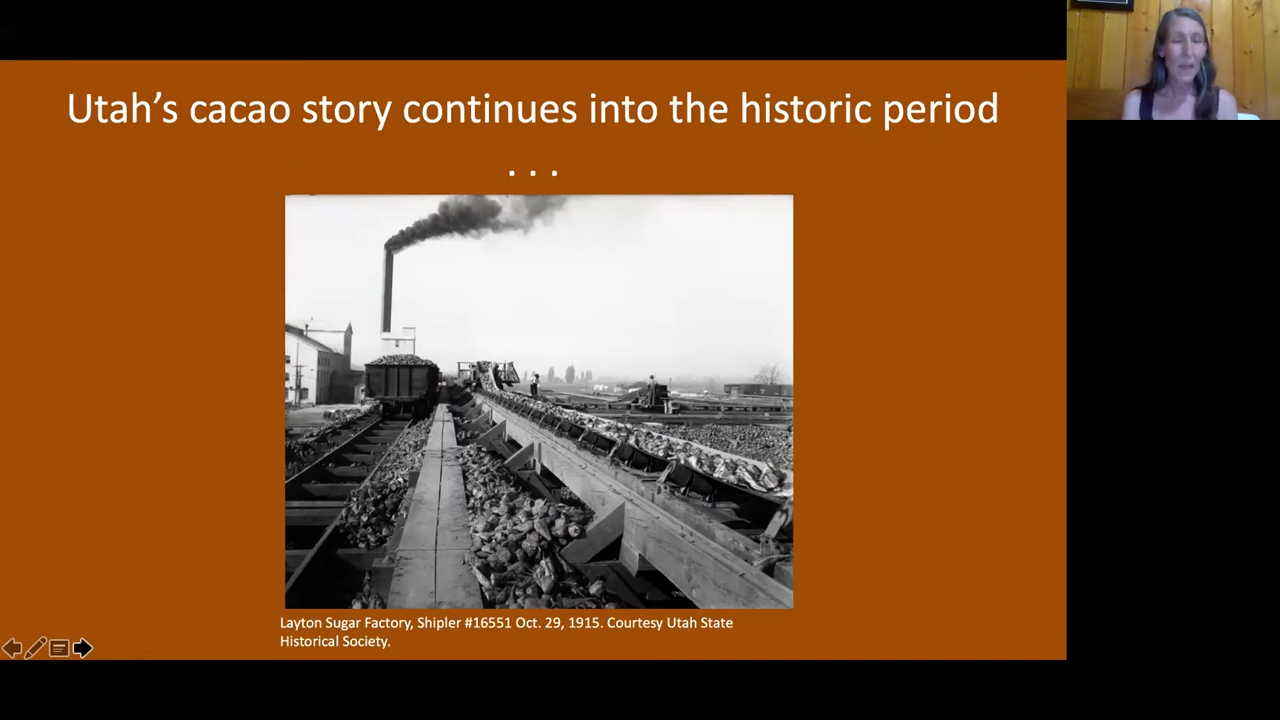 Utah’s cacao story continues into the historic period
. . .
Layton Sugar Factory, Shipler #16551 Oct. 29, 1915. Courtesy Utah State
Historical Society.